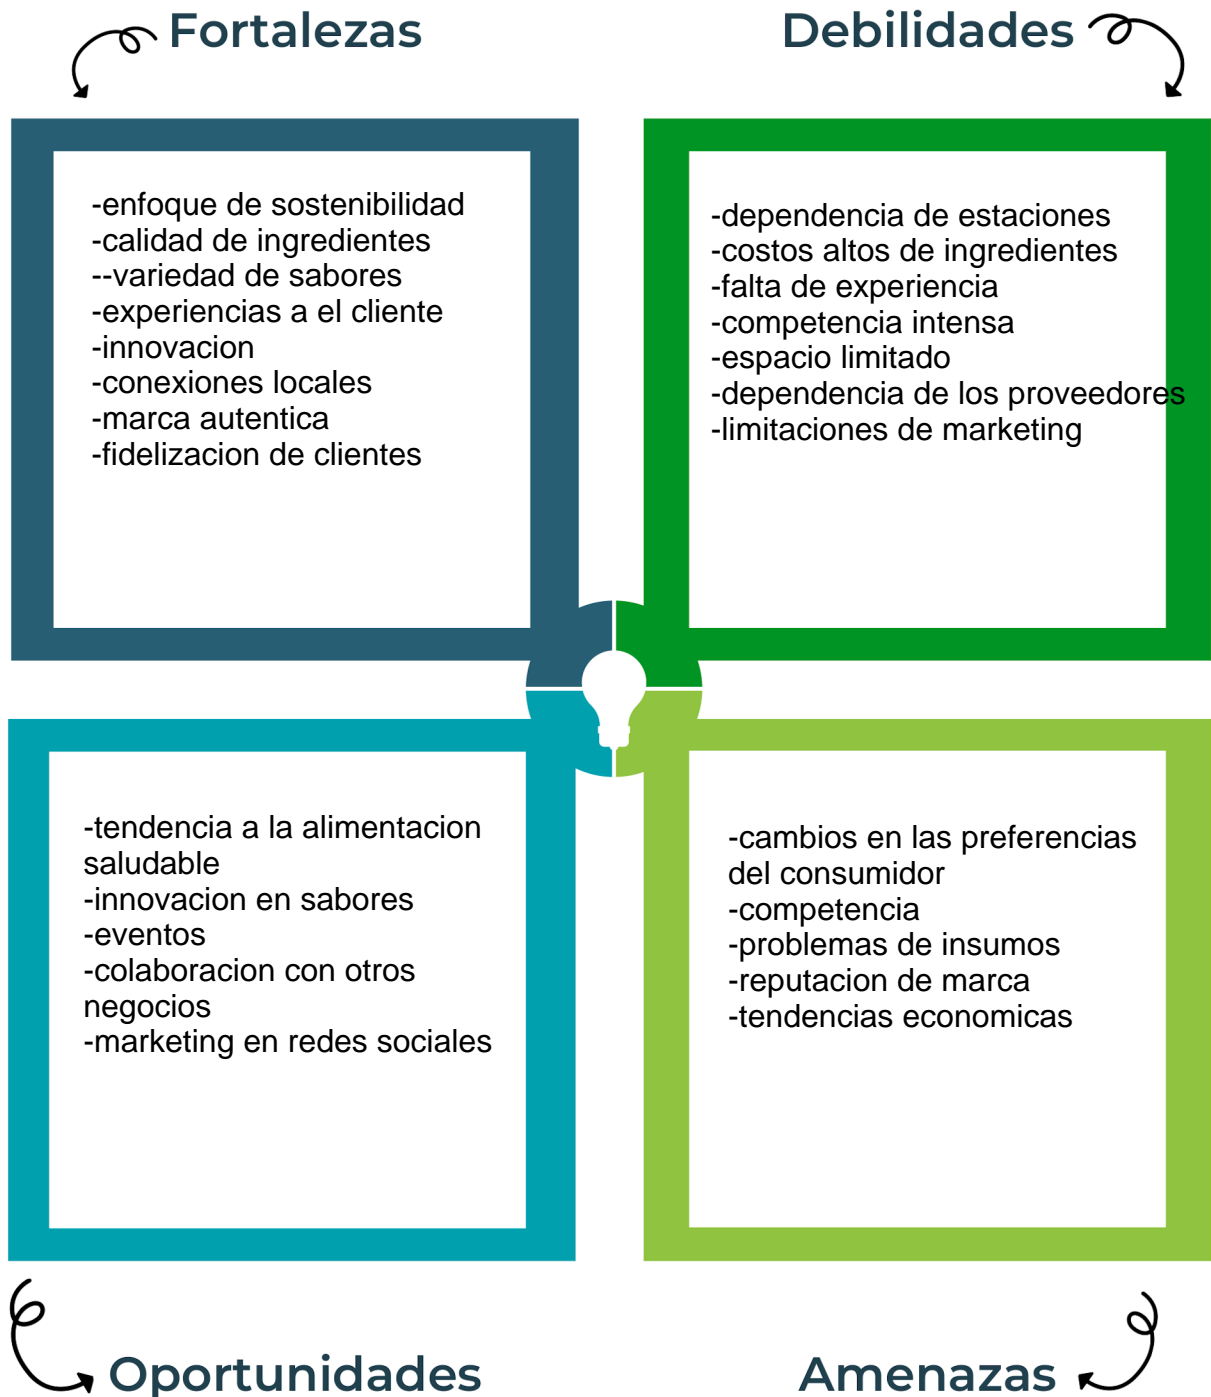 Fortalezas
-enfoque de sostenibilidad
-calidad de ingredientes
--variedad de sabores
-experiencias a el cliente
-innovacion
-conexiones locales
-marca autentica
-fidelizacion de clientes
Debilidades
-dependencia de estaciones
-costos altos de ingredientes
-falta de experiencia
-competencia intensa
-espacio limitado
-dependencia de los proveedores
-limitaciones de marketing
-tendencia a la alimentacion
saludable
-innovacion en sabores
-eventos
-colaboracion con otros
negocios
-marketing en redes sociales
Oportunidades
-cambios en las preferencias
del consumidor
-competencia
-problemas de insumos
-reputacion de marca
-tendencias economicas
Amenazas